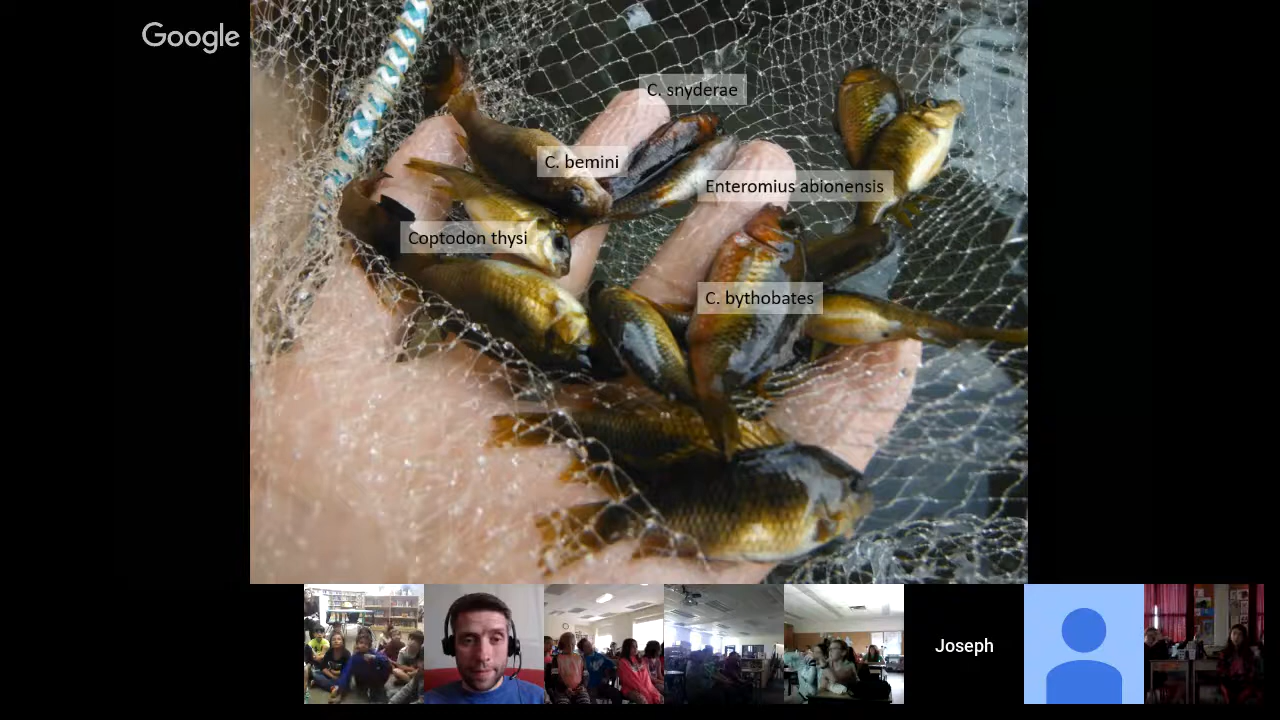 Google
C. snyderae
C. bemini
Enteromius abionensis
Coptodon thysi
C. bythobates
Joseph